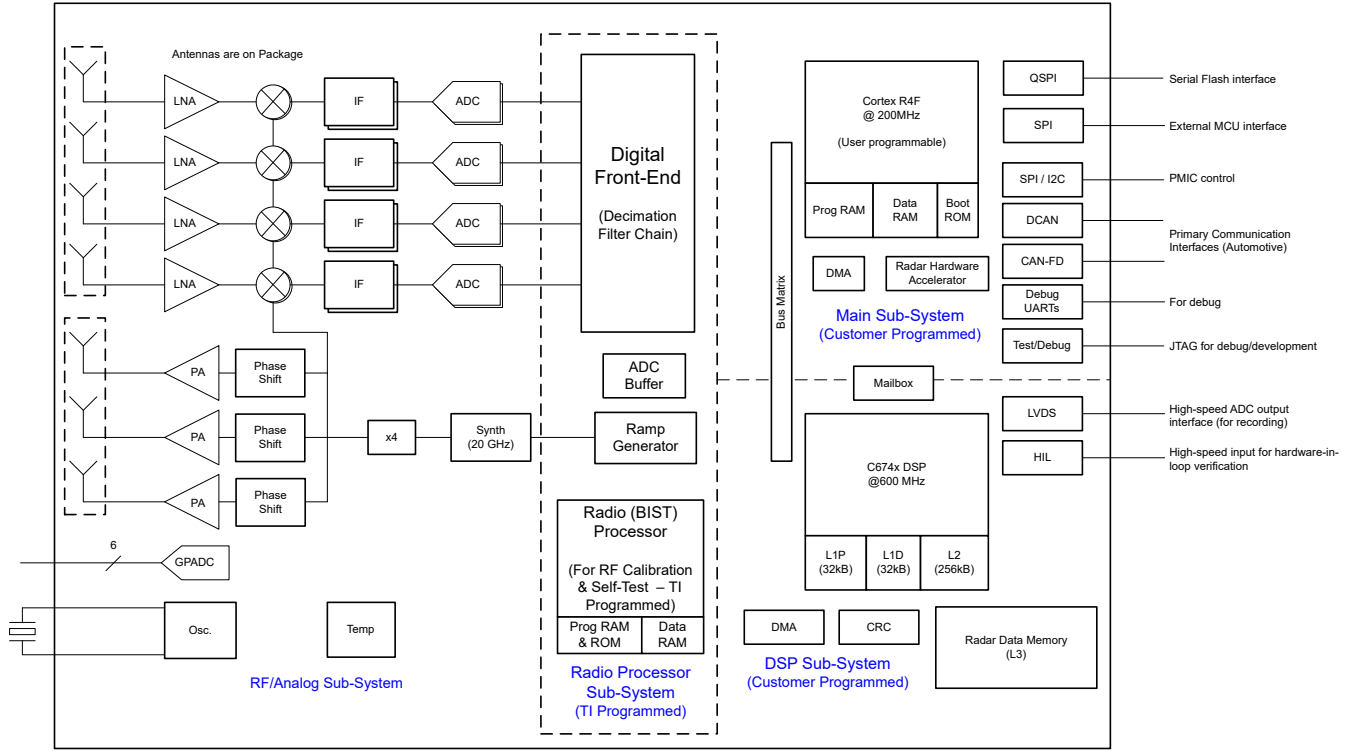 Antennas are on Package
LNA
IF
ADC
LNA
IF
ADC
LNA
IF
ADC
LNA
IF
ADC
PA
Phase
Shift
PA
Phase
Shift
PA
Phase
Shift
x4
Synth
(20 GHz)
6
GPADC
Osc.
Temp
RF/Analog Sub-System
Digital
Front-End
(Decimation
Filter Chain)
ADC
Buffer
Ramp
Generator
Radio (BIST)
Processor
(For RF Calibration
& Self-Test – TI
Programmed)
Prog RAM
& ROM
Data
RAM
Radio Processor
Sub-System
(TI Programmed)
Bus Matrix
Cortex R4F
@ 200MHz
(User programmable)
Prog RAM
Data
RAM
Boot
ROM
DMA
Radar Hardware
Accelerator
Main Sub-System
(Customer Programmed)
Mailbox
C674x DSP
@600 MHz
L1P
(32kB)
L1D
(32kB)
L2
(256kB)
DMA
CRC
DSP Sub-System
(Customer Programmed)
Radar Data Memory
(L3)
QSPI
Serial Flash interface
SPI
External MCU interface
SPI / I2C
PMIC control
DCAN
CAN-FD
Primary Communication
Interfaces (Automotive)
Debug
UARTs
For debug
Test/Debug
JTAG for debug/development
LVDS
High-speed ADC output
interface (for recording)
HIL
High-speed input for hardware-in-
loop verification